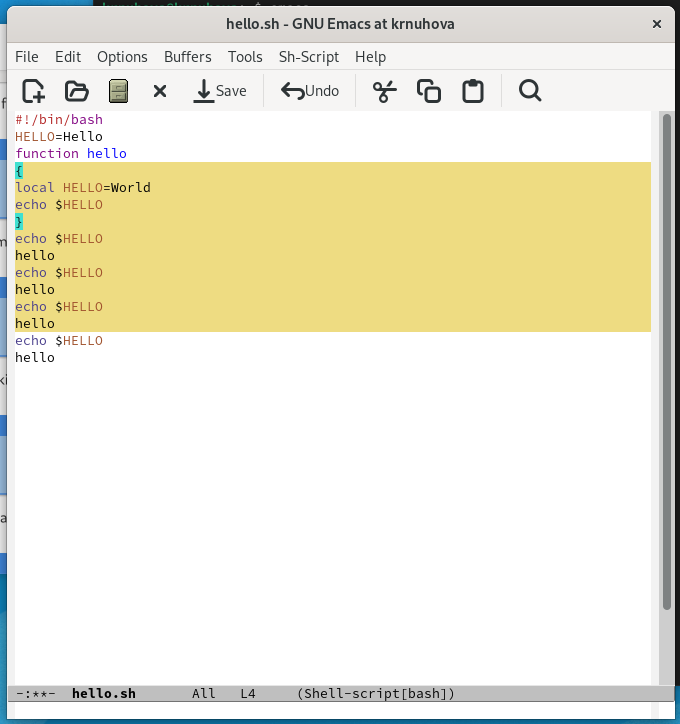 hello.sh - GNU Emacs at krnuhova
File Edit Options Buffers Tools Sh-Script Help
Save Undo
#!/bin/bash
HELLO=Hello
function hello
{
local HELLO=World
echo $HELLO
}
echo $HELLO
hello
echo $HELLO
hello
echo $HELLO
hello
echo $HELLO
hello
-:**- hello.sh All L4 (Shell-script[bash])